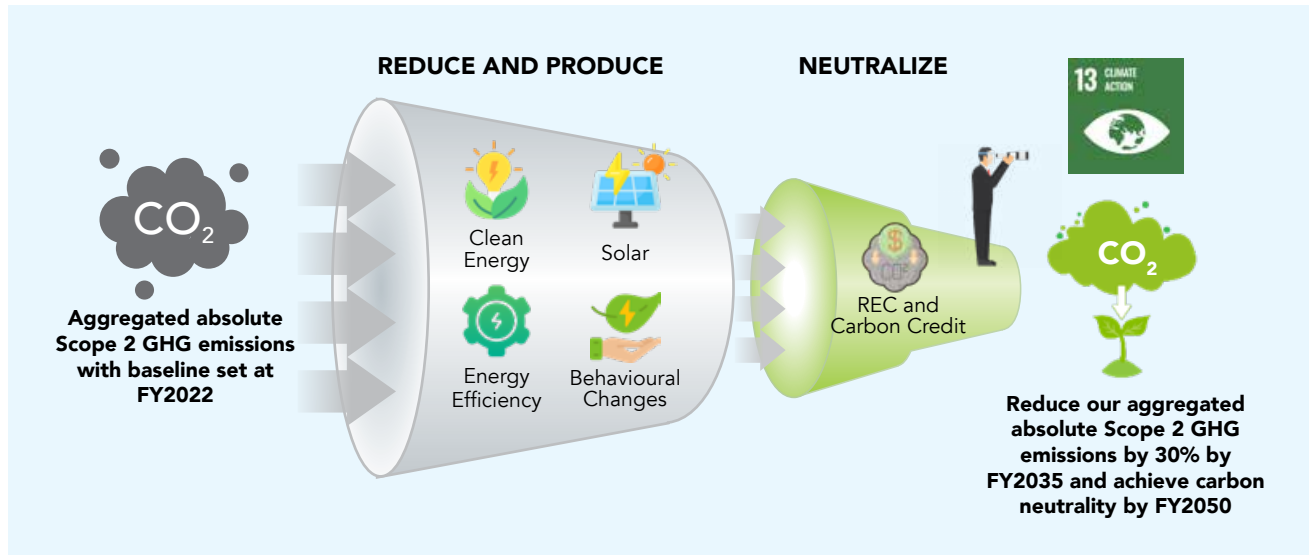 REDUCE AND PRODUCE
NEUTRALIZE
13 CLIMATE
ACTION
CO2
Aggregated absolute
Scope 2 GHG emissions
with baseline set at
FY2022
Clean
Energy
Solar
Energy
Efficiency
Behavioural
Changes
$
CO2
REC and
Carbon Credit
CO2
Reduce our aggregated
absolute Scope 2 GHG
emissions by 30% by
FY2035 and achieve carbon
neutrality by FY2050